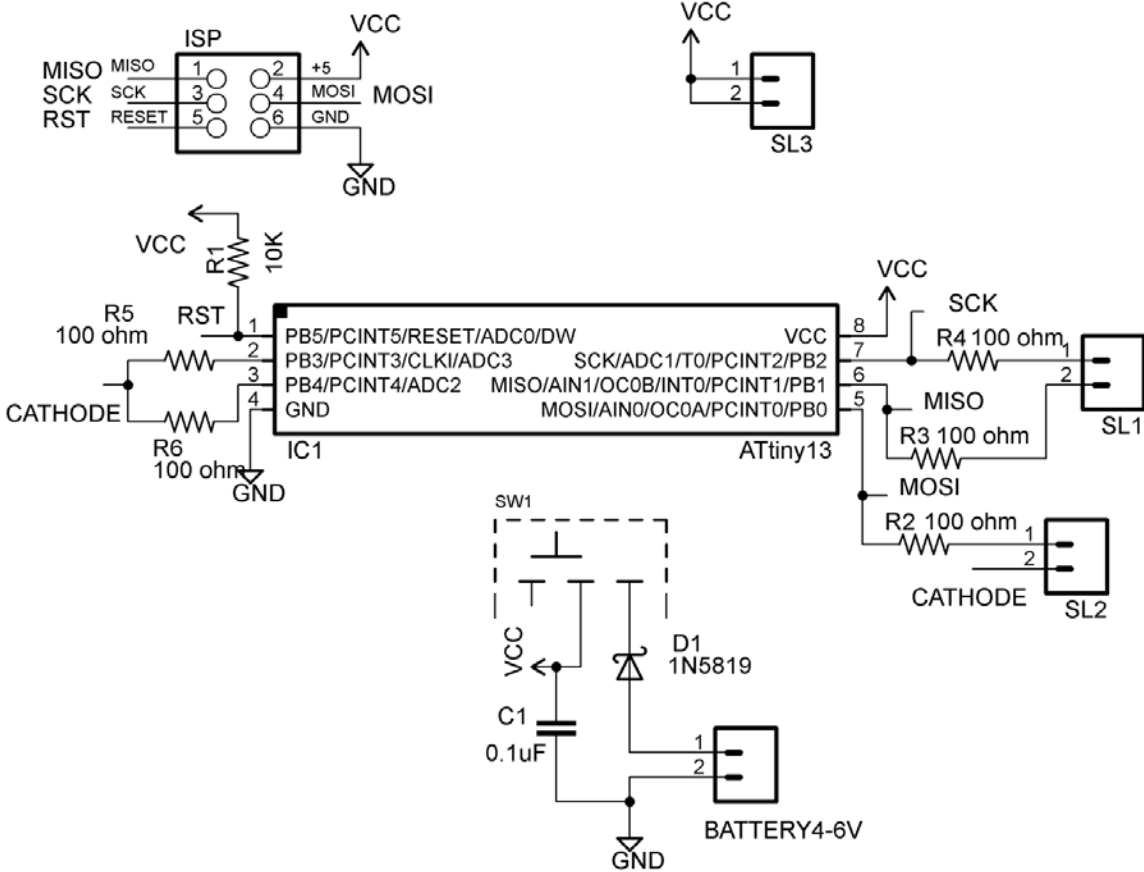 VCC
ISP
MISO MISO 1 2 +5
SCK SCK 3 4 MOSI MOSI
RST RESET 5 6 GND
GND
VCC
1
2
SL3
VCC
R1
10K
R5
100 ohm
RST
CATHODE
R6
100 ohm
GND
1 PB5/PCINT5/RESET/ADC0/DW
2 PB3/PCINT3/CLKI/ADC3
3 PB4/PCINT4/ADC2
4 GND
IC1
VCC 8
SCK/ADC1/T0/PCINT2/PB2 7
MISO/AIN1/OC0B/INT0/PCINT1/PB1 6
MOSI/AIN0/OC0A/PCINT0/PB0 5
ATtiny13
VCC
SCK
R4 100 ohm
1
2
SL1
MISO
R3 100 ohm
MOSI
R2 100 ohm
1
2
CATHODE
SL2
SW1
VCC
D1
1N5819
C1
0.1uF
1
2
BATTERY4-6V
GND